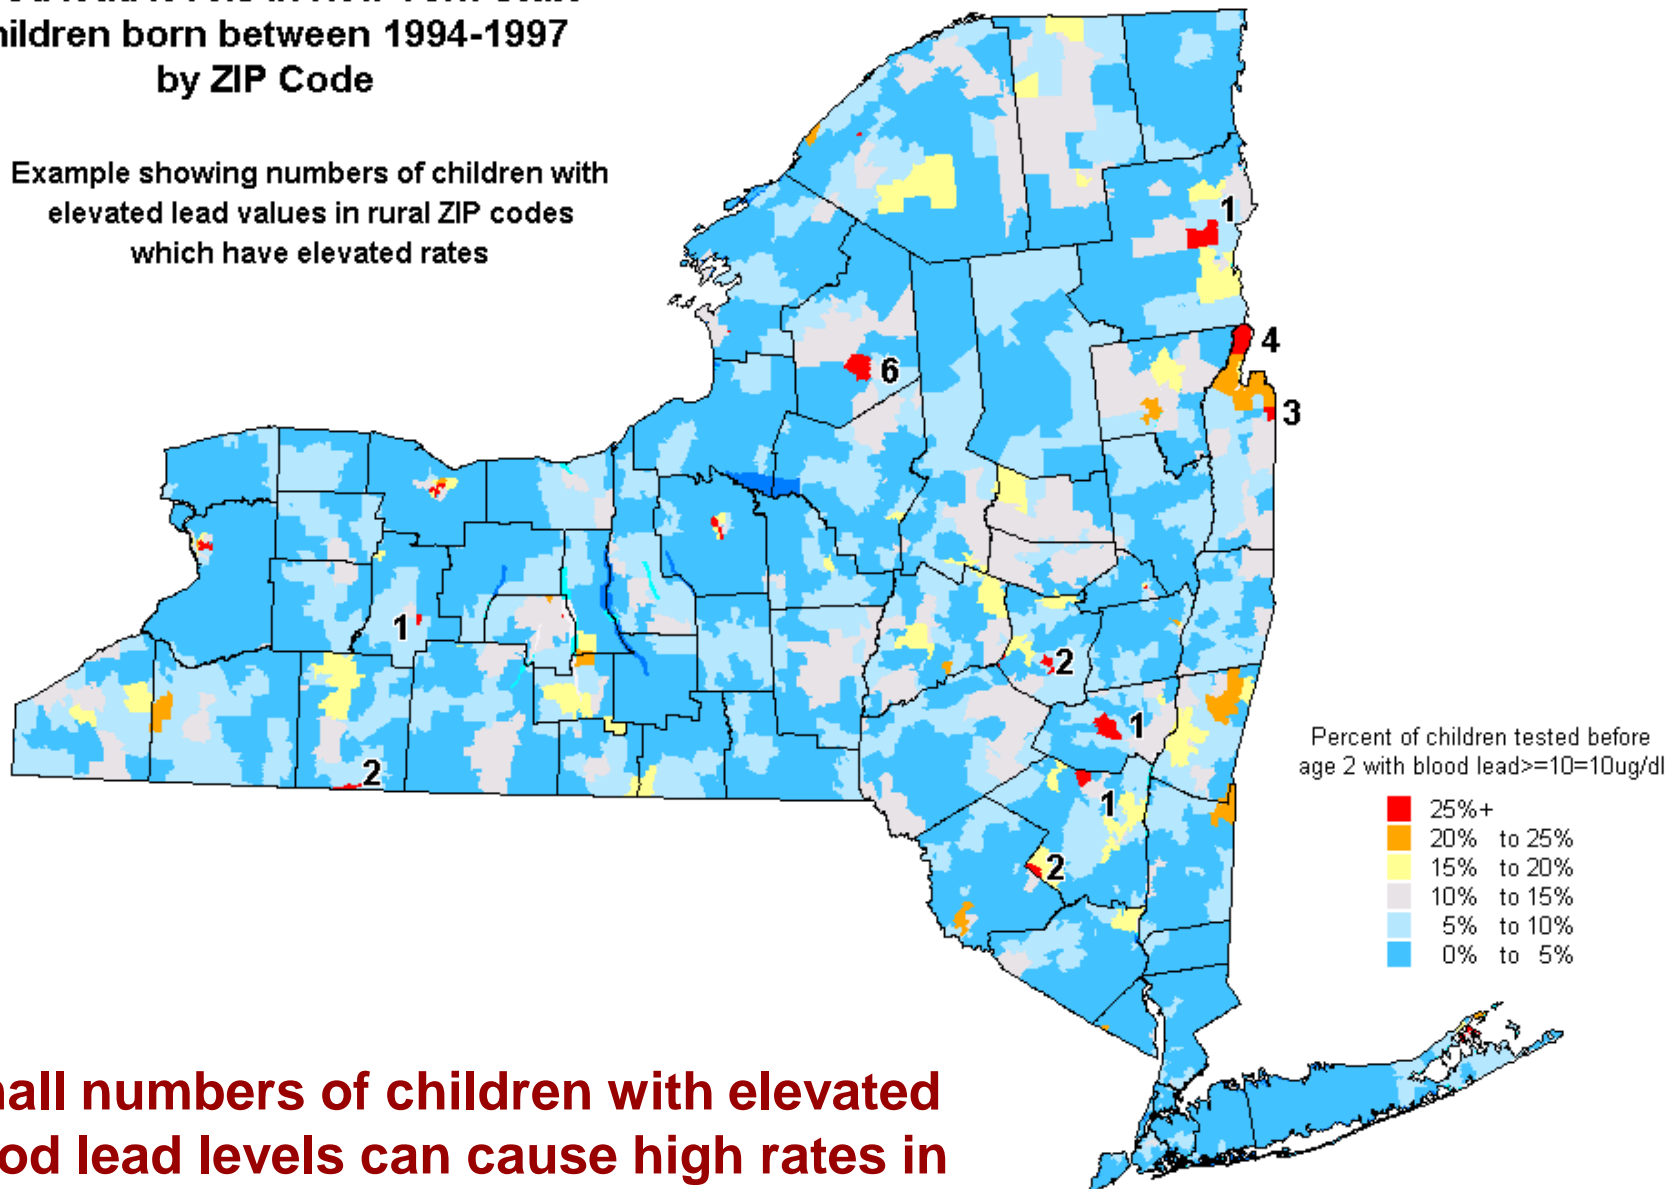 hildren born between 1994-1997
by ZIP Code
Example showing numbers of children with
elevated lead values in rural ZIP codes
which have elevated rates
1
4
6
3
1
2
1
2
1
2
Percent of children tested before
age 2 with blood lead>=10=10ug/dl
25%+
20% to 25%
15% to 20%
10% to 15%
5% to 10%
0% to 5%
nall numbers of children with elevated
od lead levels can cause high rates in